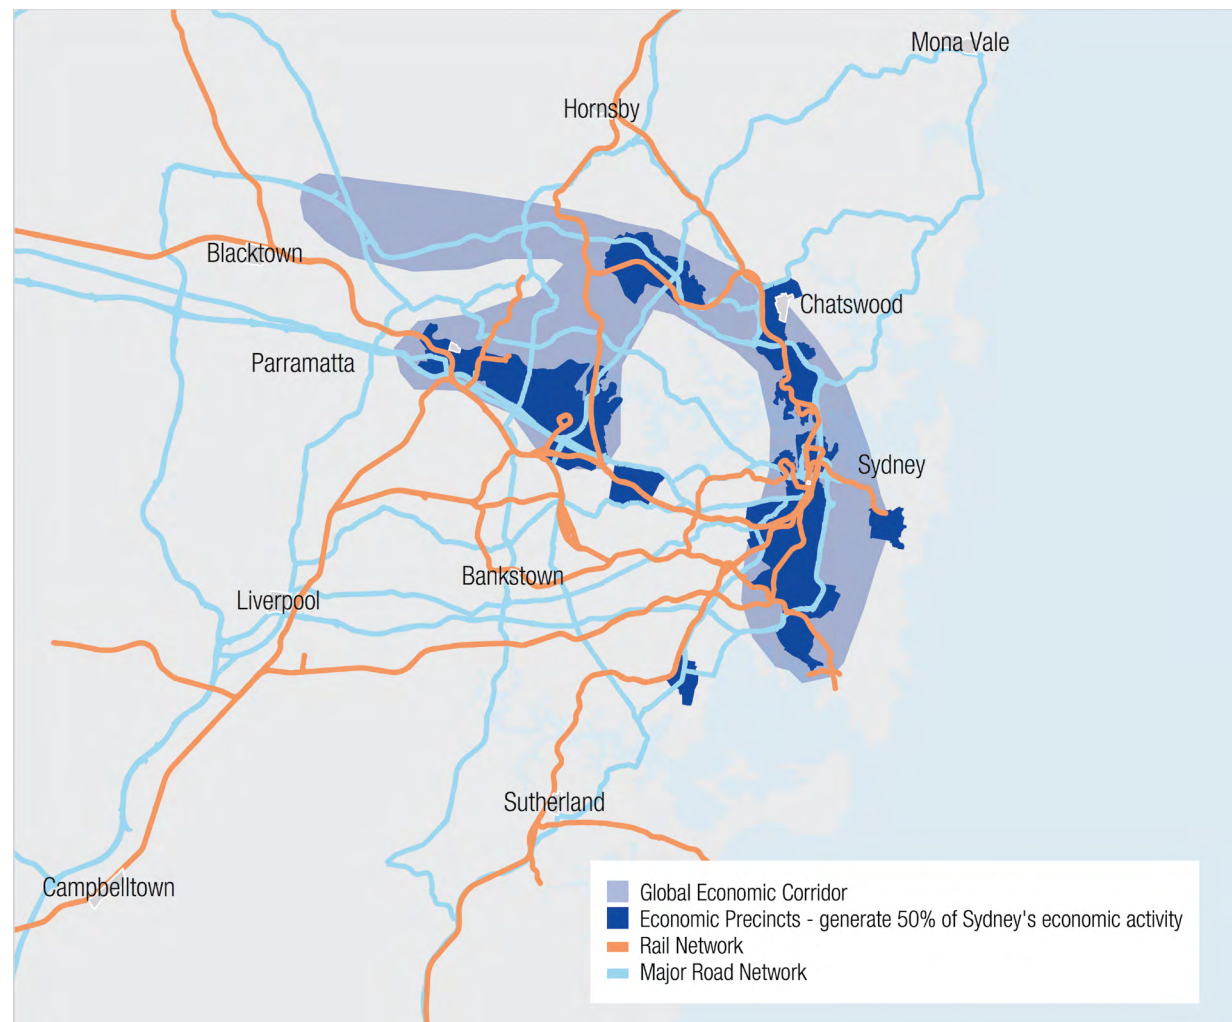 Mona Vale
Hornsby
Blacktown
Chatswood
Parramatta
Sydney
Bankstown
Liverpool
Sutherland
Campbelltown
Global Economic Corridor
Economic Precincts - generate 50% of Sydney's economic activity
Rail Network
Major Road Network